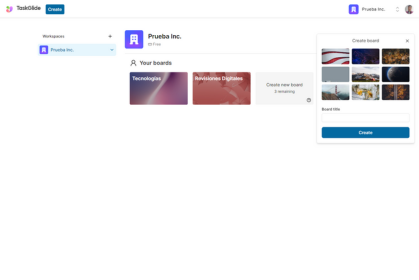 TaskGlide
Create
Prueba Inc.
Workspaces
Prueba Inc.
Prueba Inc.
Free
Your boards
Tecnologias
Revisiones Digitales
Create new board
5 remaining
Create board
Board title
Create